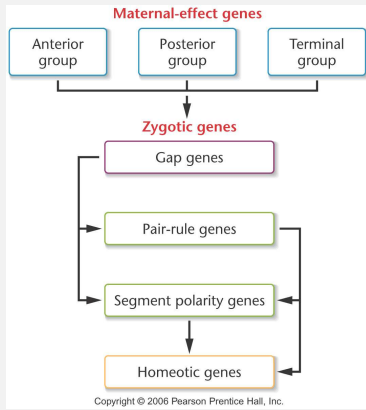 Maternal-effect genes
Anterior
group
Posterior
group
Terminal
group
Zygotic genes
Gap genes
Pair-rule genes
Segment polarity genes
Homeotic genes
Copyright © 2006 Pearson Prentice Hall, Inc.